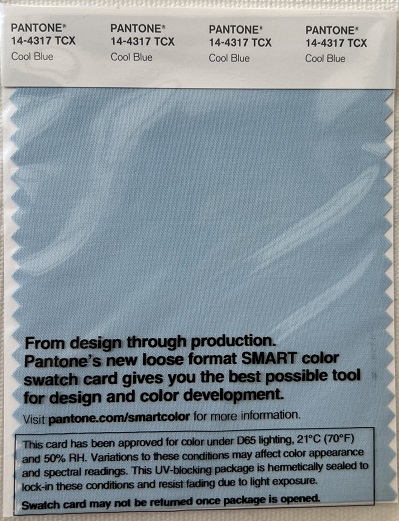 PANTONE® PANTONE® PANTONE® PANTONE®
14-4317 TCX 14-4317 TCX 14-4317 TCX 14-4317 TCX
Cool Blue Cool Blue Cool Blue Cool Blue
From design through production.
Pantone's new loose format SMART color
swatch card gives you the best possible tool
for design and color development.
Visit pantone.com/smartcolor for more information.
This card has been approved for color under D65 lighting, 21°C (70°F)
and 50% RH. Variations to these conditions may affect color appearance
and spectral readings. This UV-blocking package is hermetically sealed to
lock-in these conditions and resist fading due to light exposure.
Swatch card may not be returned once package is opened.